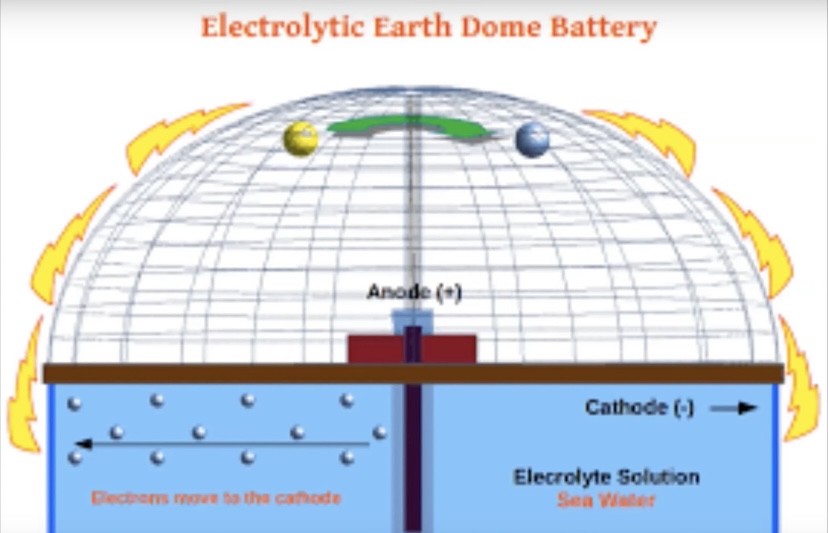 Electrolytic Earth Dome Battery
Anode (+)
Cathode (-)
Elecrolyte Solution
Sea Water
Electrons move to the cathode